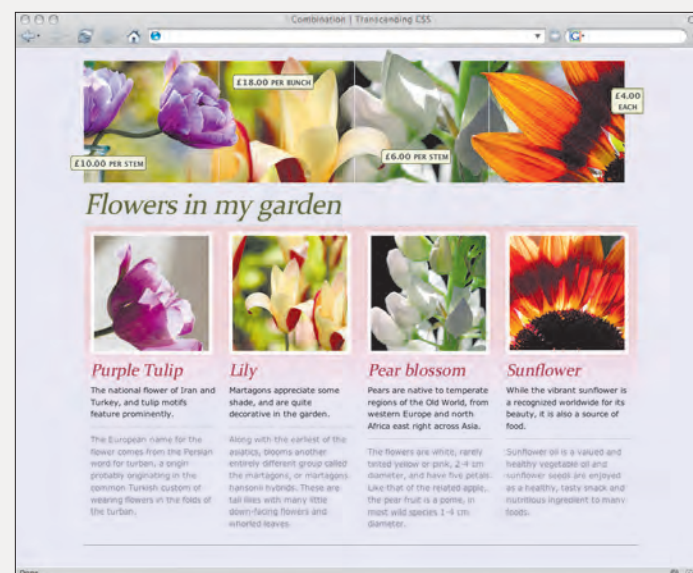 Combination | Transcending CSS
£18.00 PER BUNCH
£4.00
EACH
£6.00 PER STEM
£10.00 PER STEM
Flowers in my garden
Purple Tulip
The national flower of Iran and
Turkey, and tulip motifs
feature prominently.
The European name for the
flower comes from the Persian
word for turban, a origin
probably originating in the
common Turkish custom of
wearing flowers in the folds of
the turban.
Lily
Martagons appreciate some
shade, and are quite
decorative in the garden.
Along with the earliest of the
asiatics, blooms another
entirely different group called
the martagons, or martagons
hansonii hybrids. These are
tall lilies with many little
down-facing flowers and
whorled leaves.
Pear blossom
Pears are native to temperate
regions of the Old World, from
western Europe and north
Africa east right across Asia.
The flowers are white, rarely
tinted yellow or pink, 2-4 cm
diameter, and have five petals.
Like that of the related apple,
the pear fruit is a pome, in
most wild species 1-4 cm
diameter.
Sunflower
While the vibrant sunflower is
a recognized worldwide for its
beauty, it is also a source of
food.
Sunflower oil is a valued and
healthy vegetable oil and
sunflower seeds are enjoyed
as a healthy, tasty snack and
nutritious ingredient to many
foods.